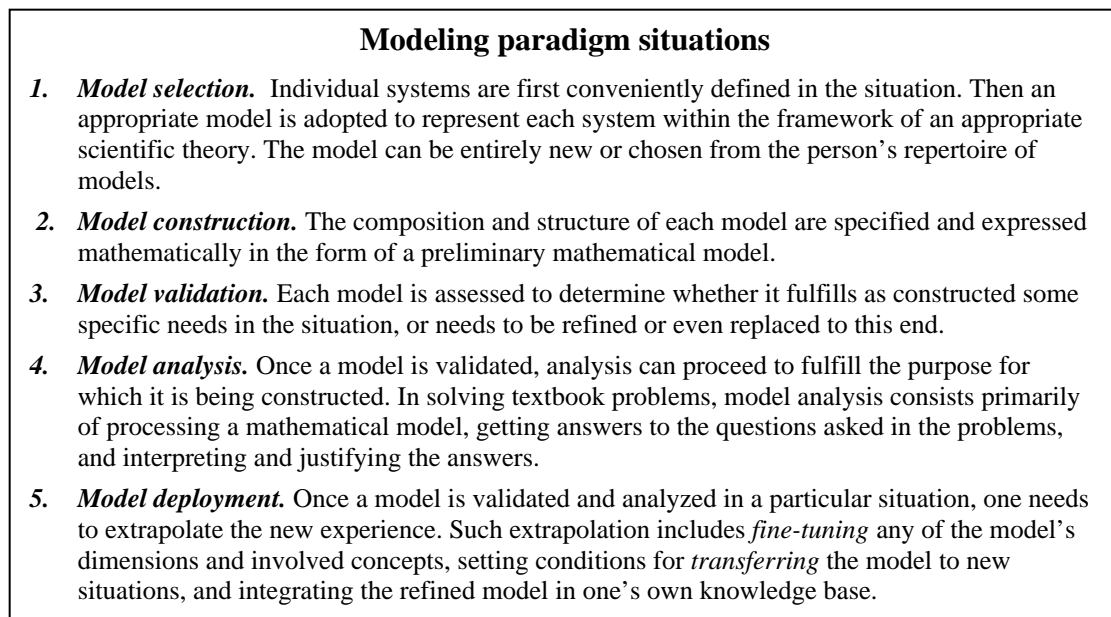 Modeling paradigm situations
1. Model selection. Individual systems are first conveniently defined in the situation. Then an
appropriate model is adopted to represent each system within the framework of an appropriate
scientific theory. The model can be entirely new or chosen from the person’s repertoire of
models.
2. Model construction. The composition and structure of each model are specified and expressed
mathematically in the form of a preliminary mathematical model.
3. Model validation. Each model is assessed to determine whether it fulfills as constructed some
specific needs in the situation, or needs to be refined or even replaced to this end.
4. Model analysis. Once a model is validated, analysis can proceed to fulfill the purpose for
which it is being constructed. In solving textbook problems, model analysis consists primarily
of processing a mathematical model, getting answers to the questions asked in the problems,
and interpreting and justifying the answers.
5. Model deployment. Once a model is validated and analyzed in a particular situation, one needs
to extrapolate the new experience. Such extrapolation includes fine-tuning any of the model’s
dimensions and involved concepts, setting conditions for transferring the model to new
situations, and integrating the refined model in one’s own knowledge base.